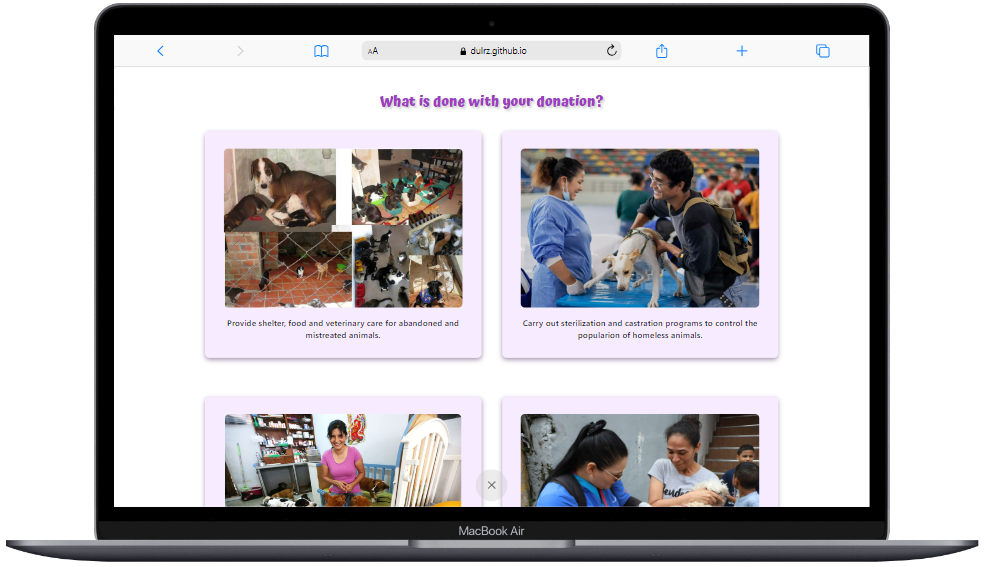 AA dulrz.github.io
What is done with your donation?
Provide shelter, food and veterinary care for abandoned and
mistreated animals.
Carry out sterilization and castration programs to control the
popularion of homeless animals.
MacBook Air